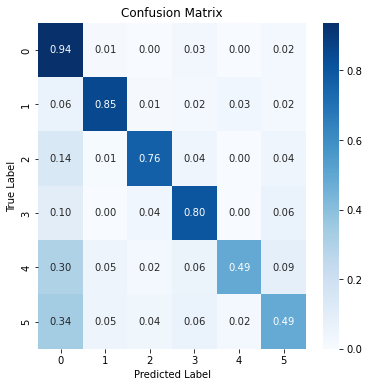 Confusion Matrix
0 0.94 0.01 0.00 0.03 0.00 0.02
1 0.06 0.85 0.01 0.02 0.03 0.02
2 0.14 0.01 0.76 0.04 0.00 0.04
3 0.10 0.00 0.04 0.80 0.00 0.06
4 0.30 0.05 0.02 0.06 0.49 0.09
5 0.34 0.05 0.04 0.06 0.02 0.49
0 1 2 3 4 5
True Label
Predicted Label
0.8
0.6
0.4
0.2
0.0